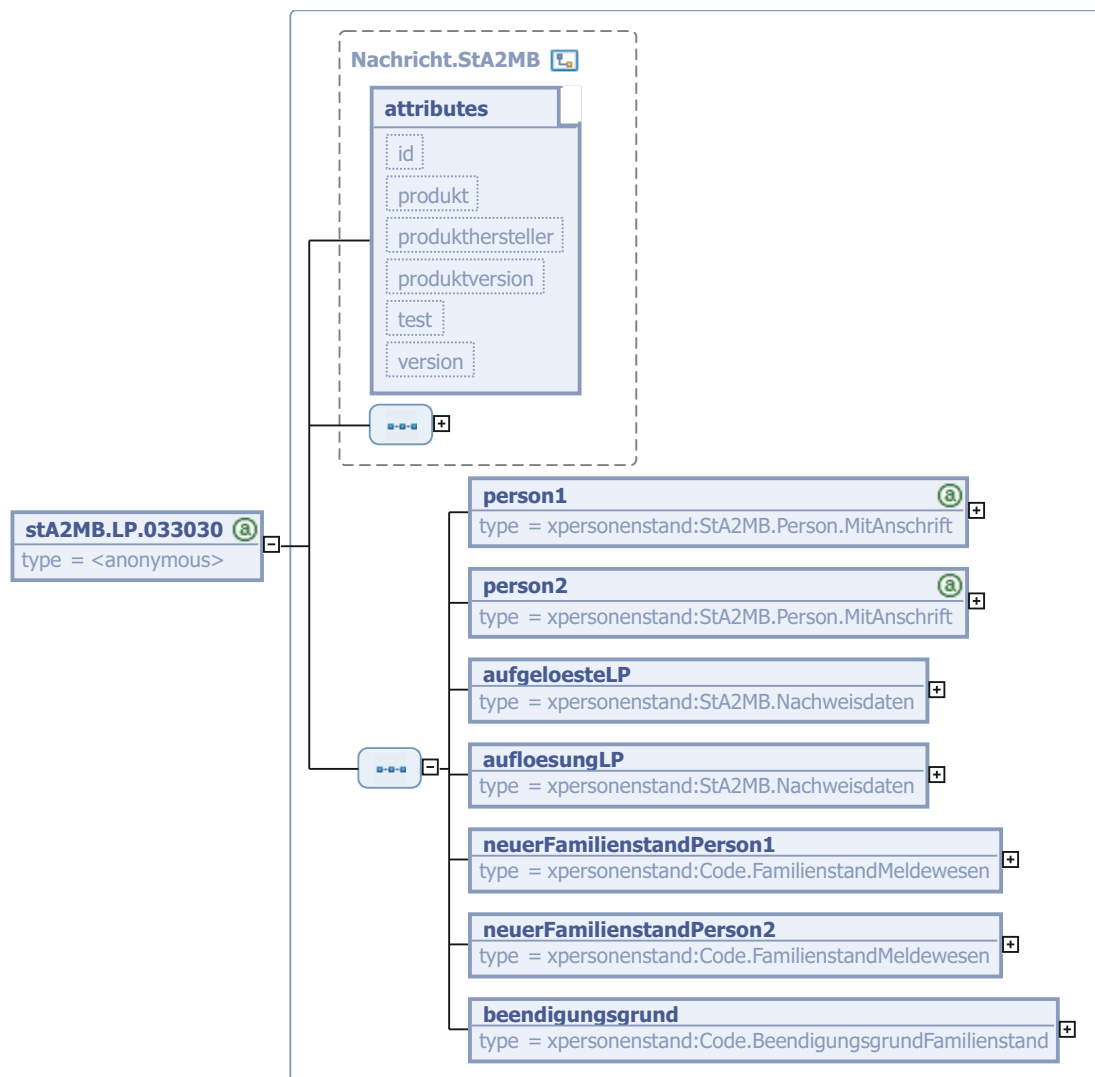 Nachricht.StA2MB
attributes
id
produkt
produkthersteller
produktversion
test
version
stA2MB.LP.033030 a
type = <anonymous>
person1 a
type = xpersonenstand:StA2MB.Person.MitAnschrift
person2 a
type = xpersonenstand:StA2MB.Person.MitAnschrift
aufgeloesteLP
type = xpersonenstand:StA2MB.Nachweisdaten
aufloesungLP
type = xpersonenstand:StA2MB.Nachweisdaten
neuerFamilienstandPerson1
type = xpersonenstand:Code.FamilienstandMeldewesen
neuerFamilienstandPerson2
type = xpersonenstand:Code.FamilienstandMeldewesen
beendigungsgrund
type = xpersonenstand:Code.BeendigungsgrundFamilienstand